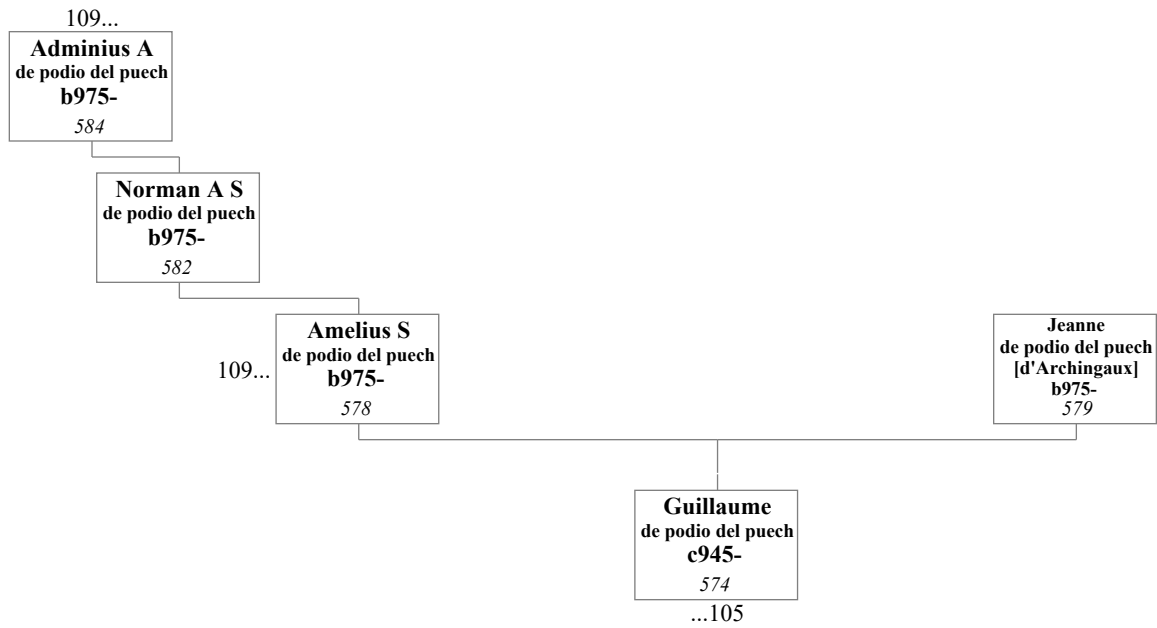 109...
Adminius A
de podio del puech
b975-
584
Norman A S
de podio del puech
b975-
582
109...
Amelius S
de podio del puech
b975-
578
Jeanne
de podio del puech
[d'Archingaux]
b975-
579
Guillaume
de podio del puech
c945-
574
...105